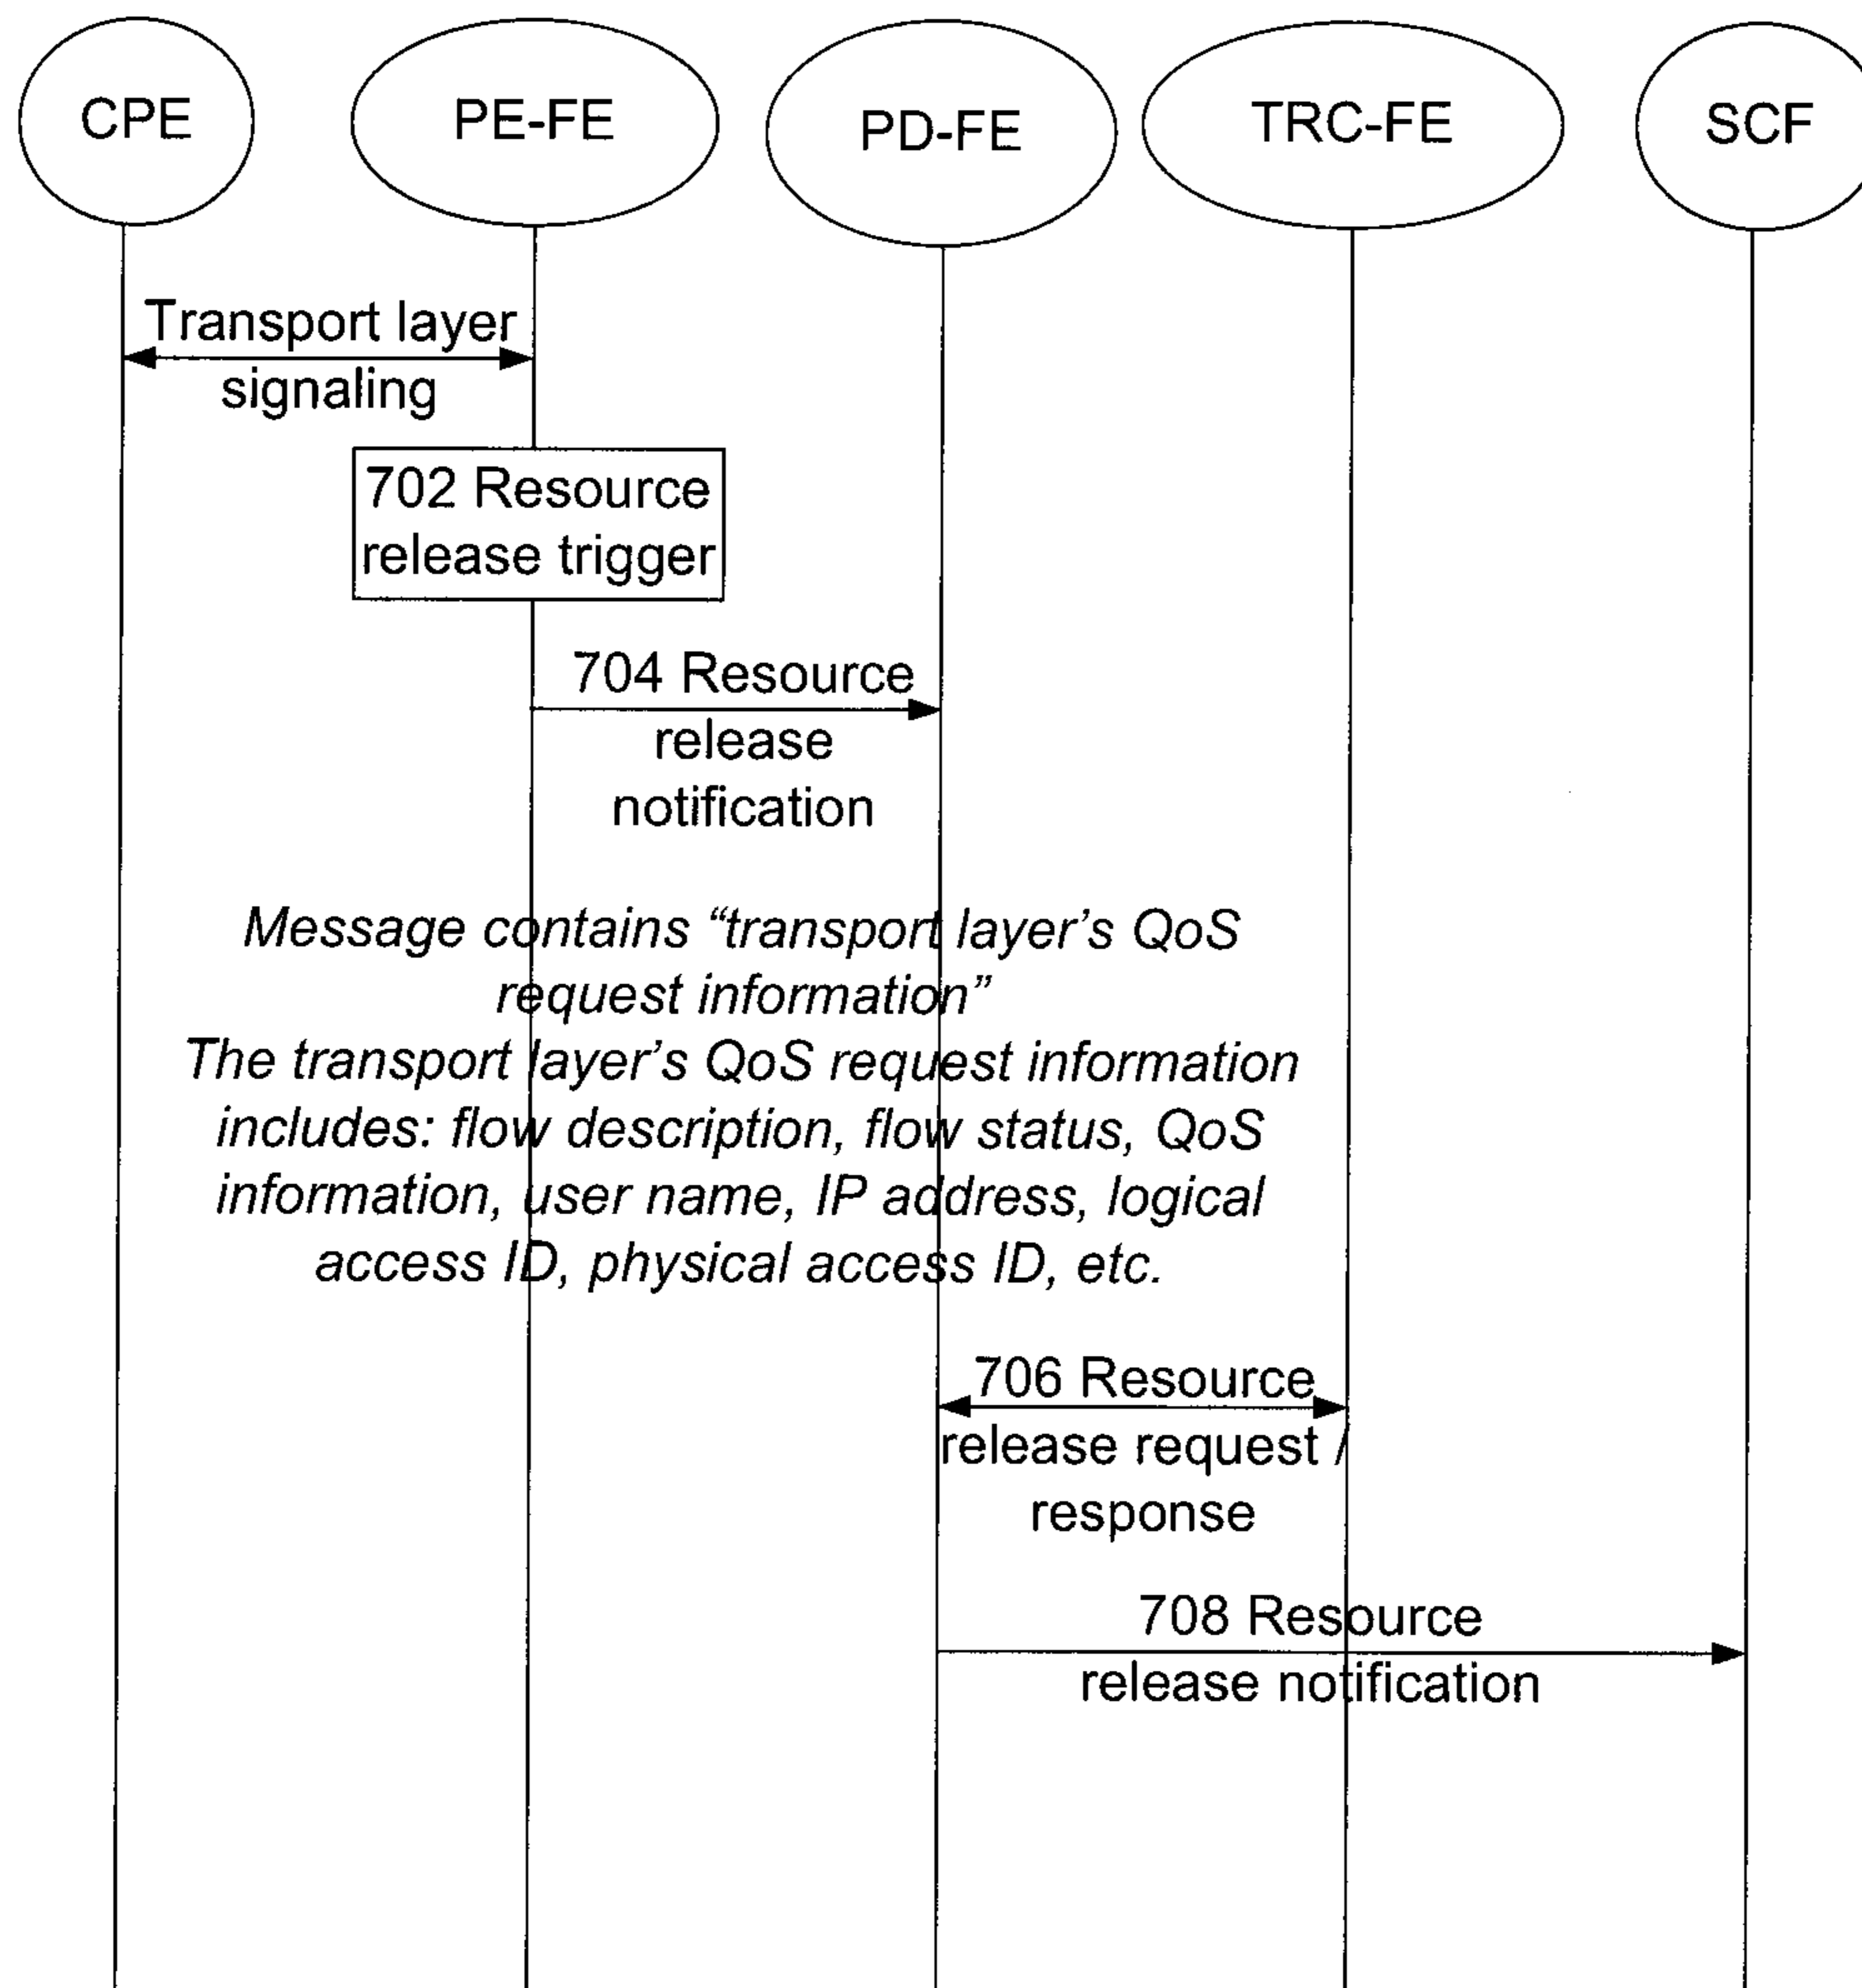 CPE
PE-FE
PD-FE
TRC-FE
SCF
Transport layer
signaling
702 Resource
release trigger
704 Resource
release
notification
Message contains “transport layer’s QoS
request information”
The transport layer’s QoS request information
includes: flow description, flow status, QoS
information, user name, IP address, logical
access ID, physical access ID, etc.
706 Resource
release request /
response
708 Resource
release notification